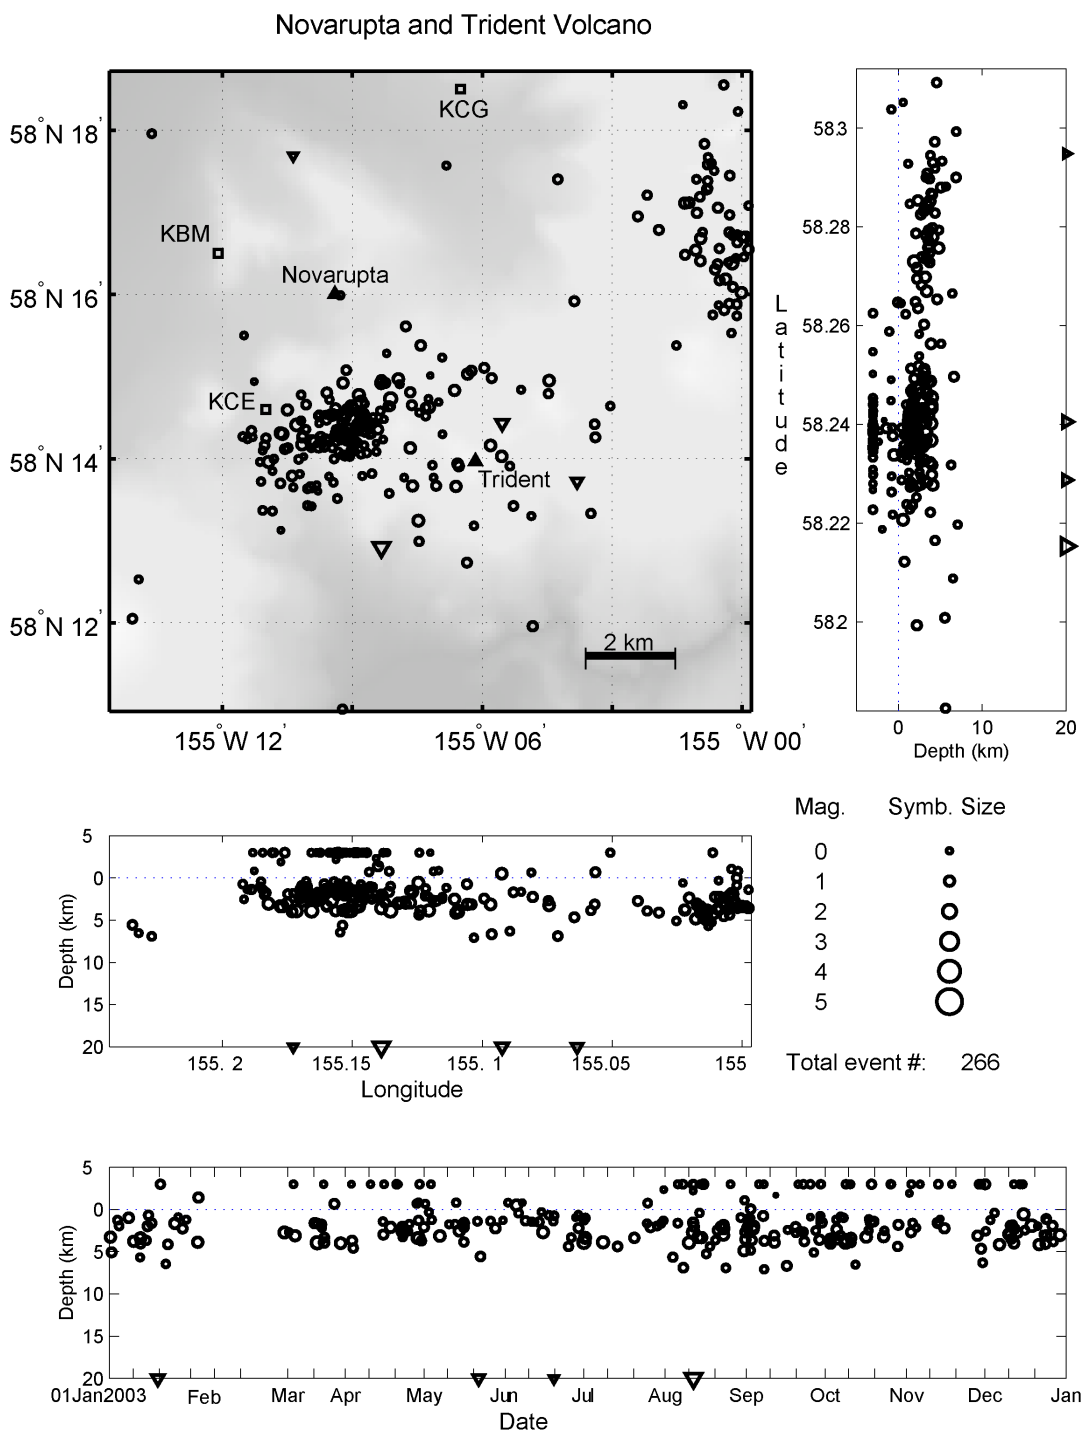 Novarupta and Trident Volcano
58°N 18'
58°N 16'
58°N 14'
58°N 12'
KCG
KBM
Novarupta
KCE
Trident
2 km
155°W 12'
155°W 06'
155°W 00'
Latitude
58.3
58.28
58.26
58.24
58.22
58.2
0 10 20
Depth (km)
5
0
5
10
15
20
Depth (km)
155.2 155.15 155.1 155.05 155
Longitude
Mag. Symb. Size
0
1
2
3
4
5
Total event #: 266
5
0
5
10
15
20
Depth (km)
01Jan2003 Feb Mar Apr May Jun Jul Aug Sep Oct Nov Dec Jan
Date